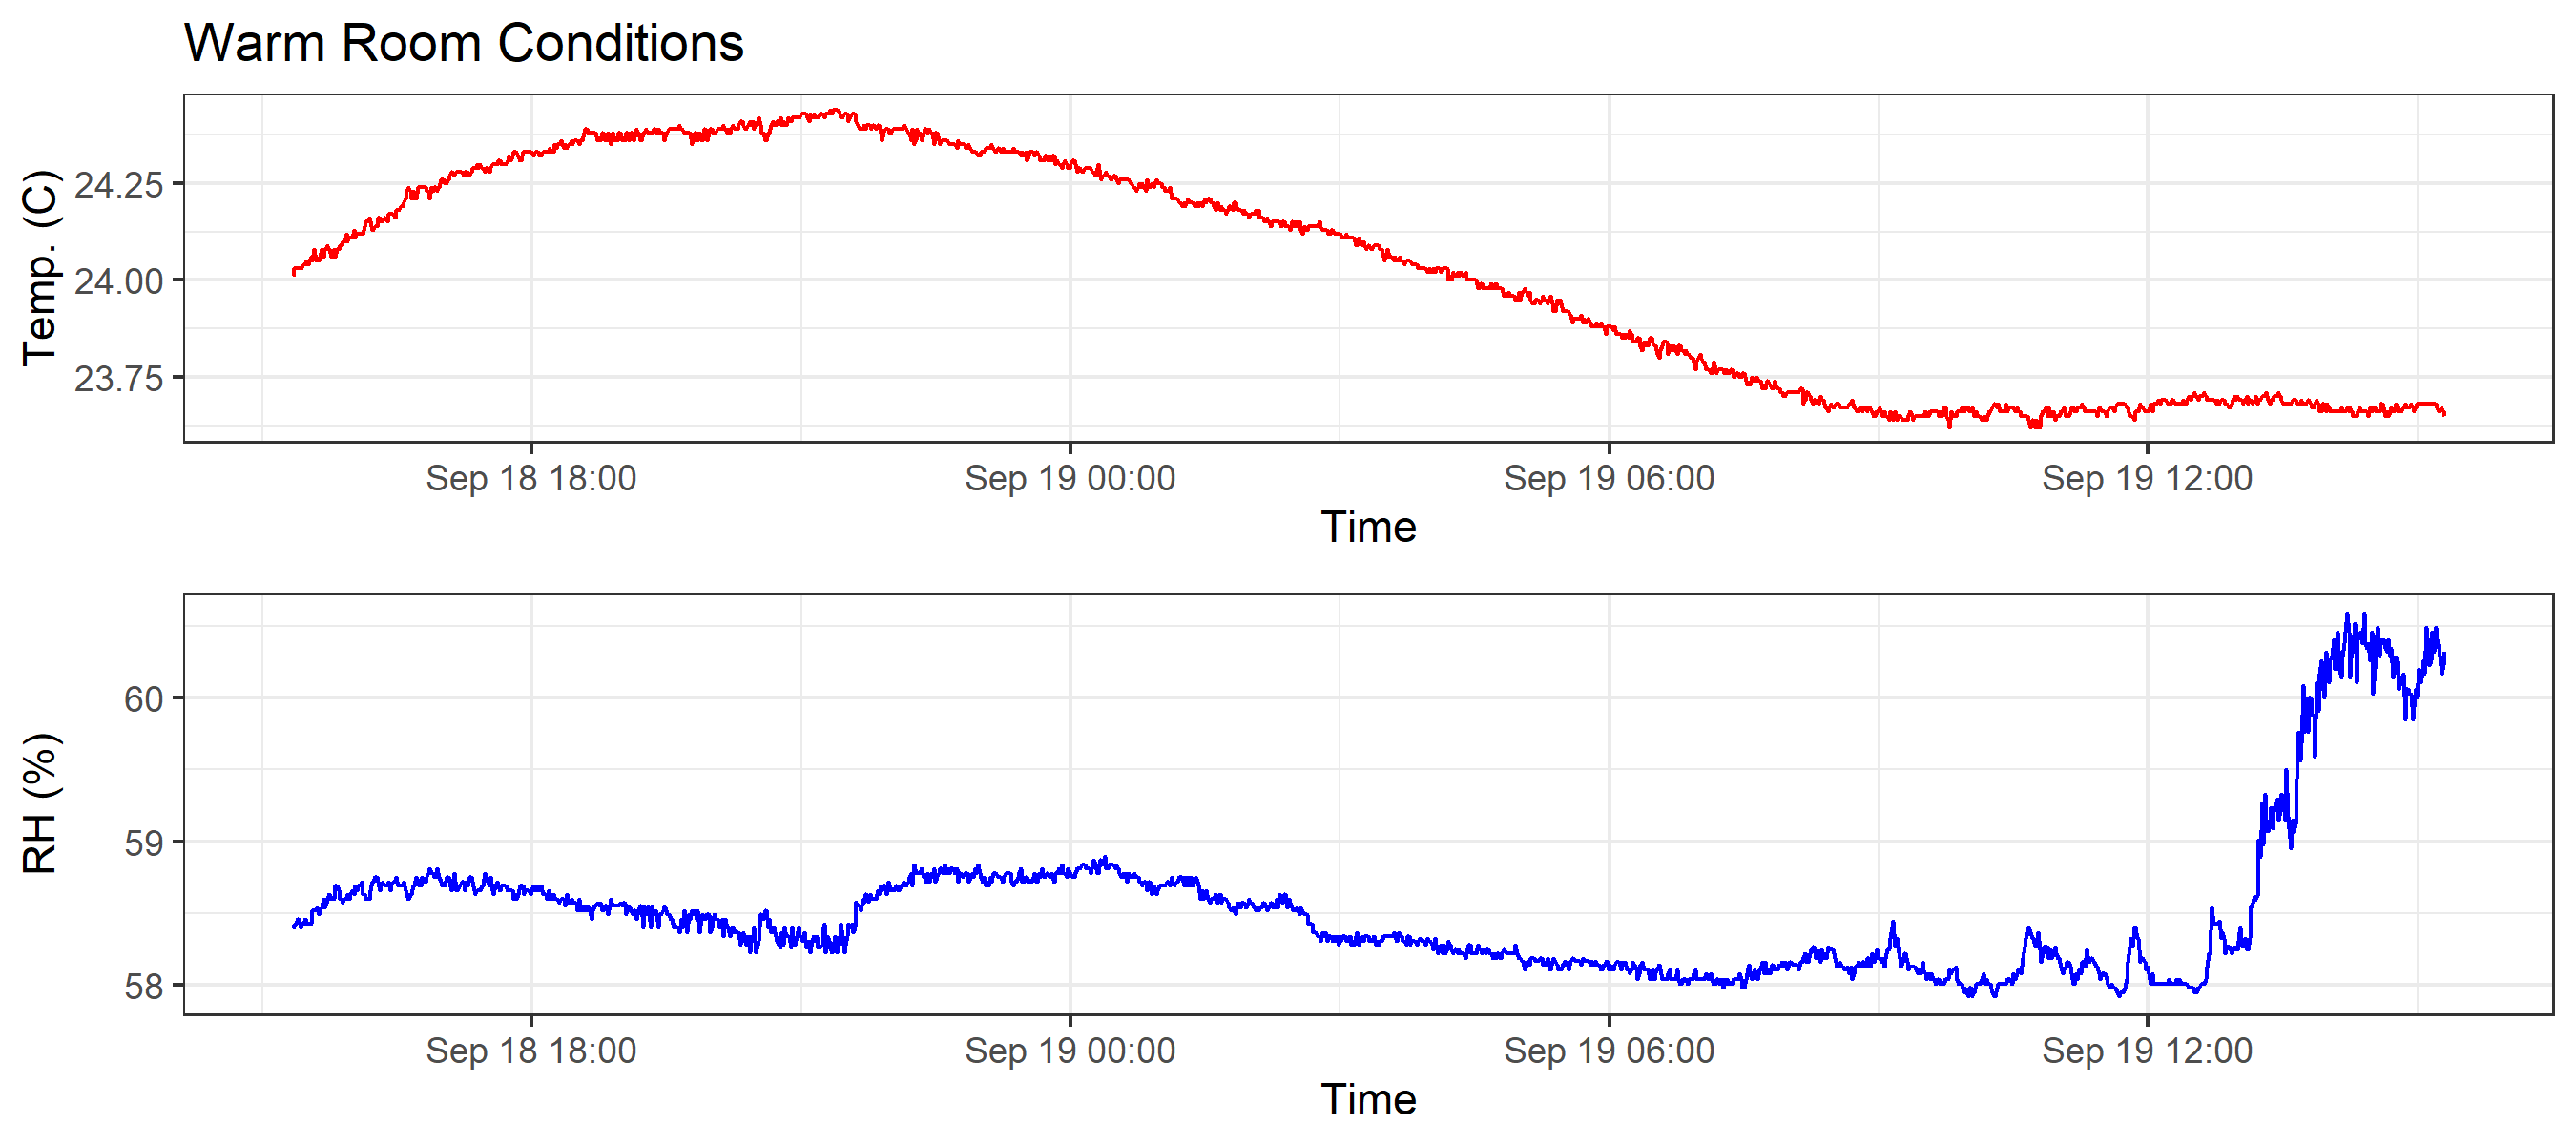 Warm Room Conditions
Temp. (C)
24.25
24.00
23.75
Sep 18 18:00 Sep 19 00:00 Sep 19 06:00 Sep 19 12:00
Time
RH (%)
60
59
58
Sep 18 18:00 Sep 19 00:00 Sep 19 06:00 Sep 19 12:00
Time